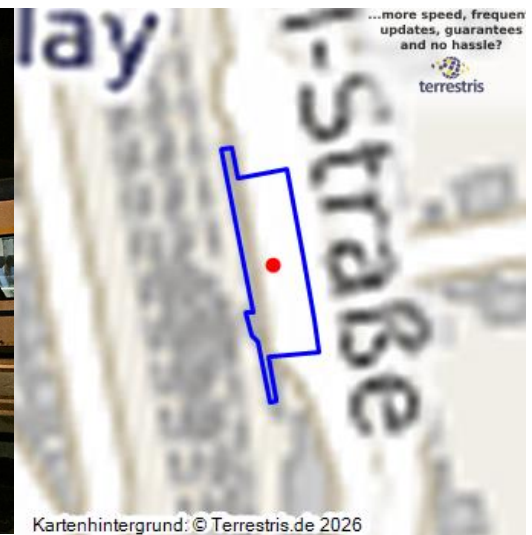 ...more speed, frequen
updates, guarantees
and no hassle?
terrestris
lay
-Straße
Kartenhintergrund: © Terrestris.de 2026